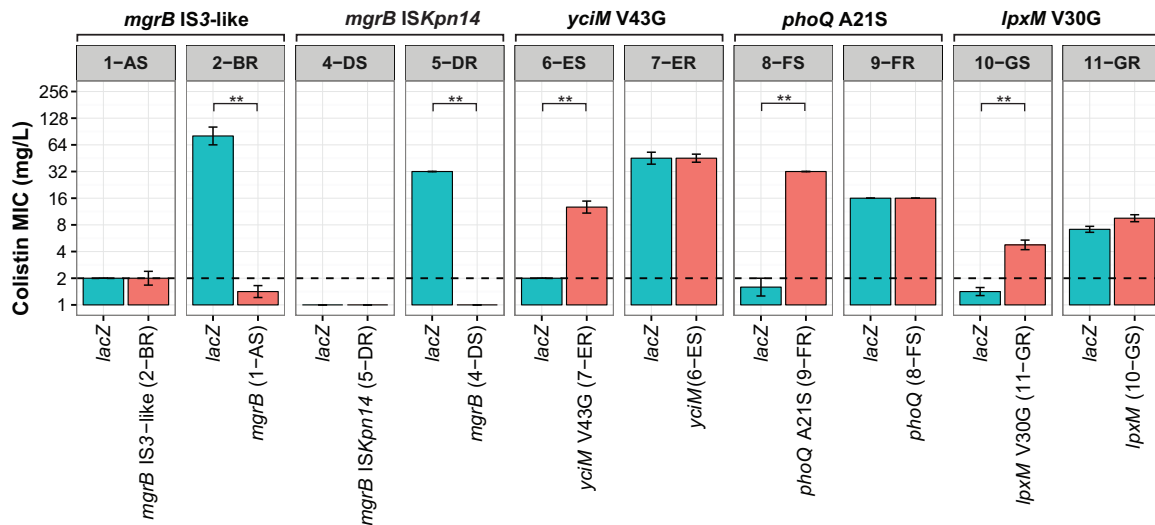 mgrB IS3-like mgrB ISKpn14 yciM V43G phoQ A21S lpxM V30G
1−AS 2−BR 4−DS 5−DR 6−ES 7−ER 8−FS 9−FR 10−GS 11−GR
Colistin MIC (mg/L)
256
128
64
32
16
8
4
2
1
** ** ** ** **
lacZ
mgrB IS3−like (2−BR)
lacZ
mgrB (1−AS)
lacZ
mgrB ISKpn14 (5−DR)
lacZ
mgrB (4−DS)
lacZ
yciM V43G (7−ER)
lacZ
yciM(6−ES)
lacZ
phoQ A21S (9−FR)
lacZ
phoQ (8−FS)
lacZ
lpxM V30G (11−GR)
lacZ
lpxM (10−GS)